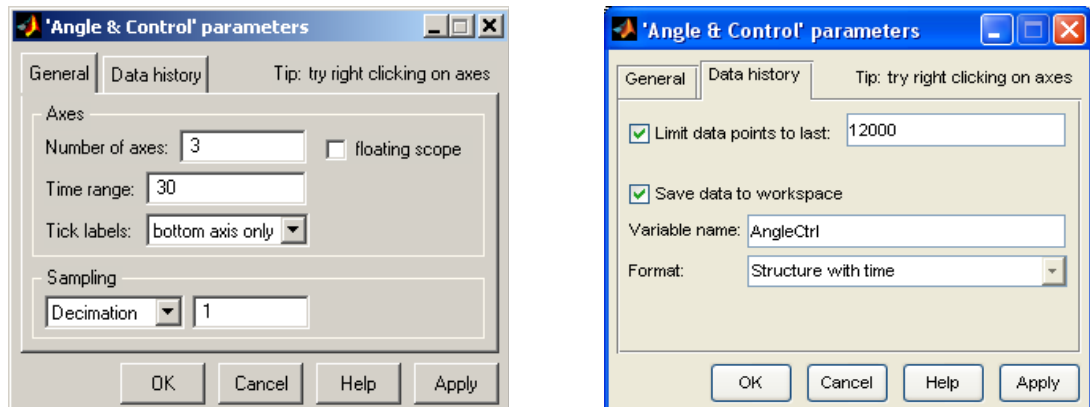 'Angle & Control' parameters
General Data history Tip: try right clicking on axes
Axes
Number of axes: 3 floating scope
Time range: 30
Tick labels: bottom axis only
Sampling
Decimation 1
OK Cancel Help Apply
'Angle & Control' parameters
General Data history Tip: try right clicking on axes
Limit data points to last: 12000
Save data to workspace
Variable name: AngleCtrl
Format: Structure with time
OK Cancel Help Apply